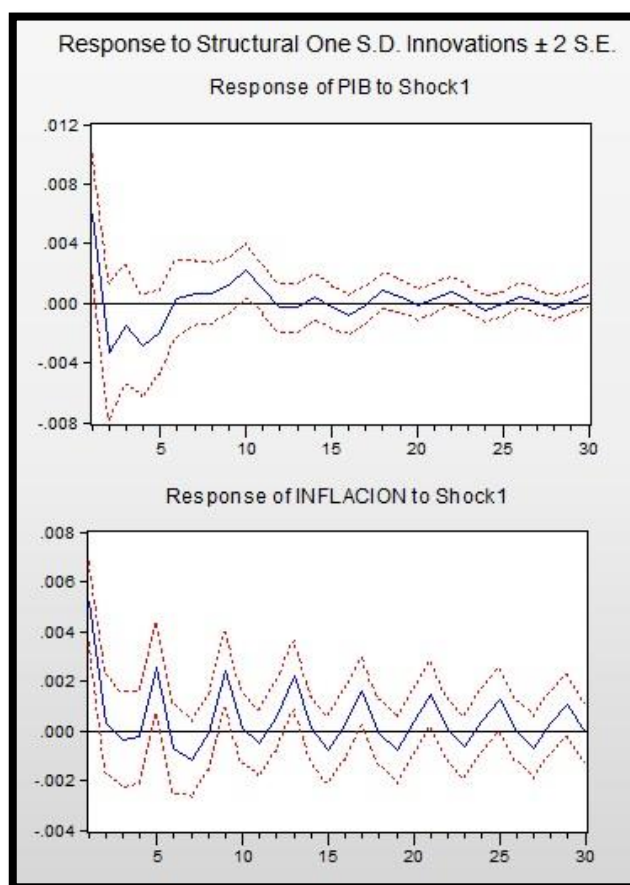 Response to Structural One S.D. Innovations ± 2 S.E.
Response of PIB to Shock1
.012
.008
.004
.000
-.004
-.008
5 10 15 20 25 30
Response of INFLACION to Shock1
.008
.006
.004
.002
.000
-.002
-.004
5 10 15 20 25 30